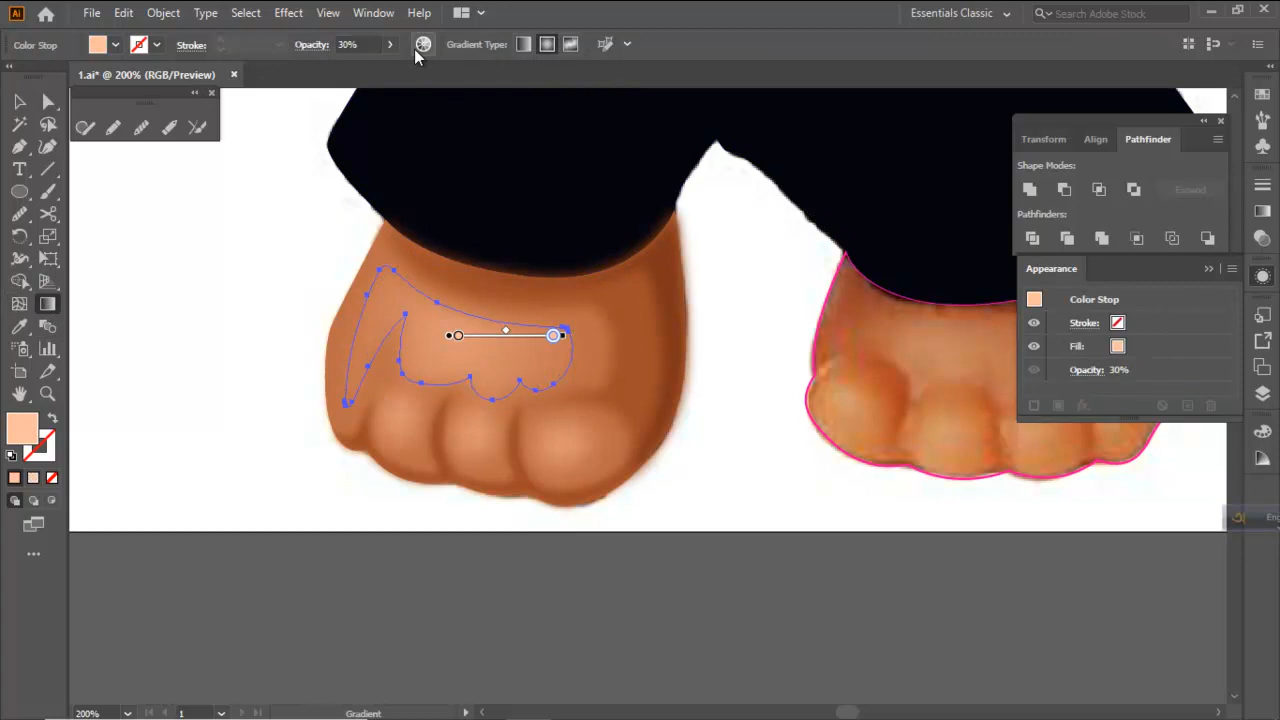 Ai File Edit Object Type Select Effect View Window Help Essentials Classic Search Adobe Stock
Color Stop Stroke: Opacity: 30% Gradient Type:
1.ai* @ 200% (RGB/Preview)
Transform Align Pathfinder
Shape Modes:
Expand
Pathfinders:
Appearance
Color Stop
Stroke:
Fill:
Opacity: 30%
200% 1 Gradient